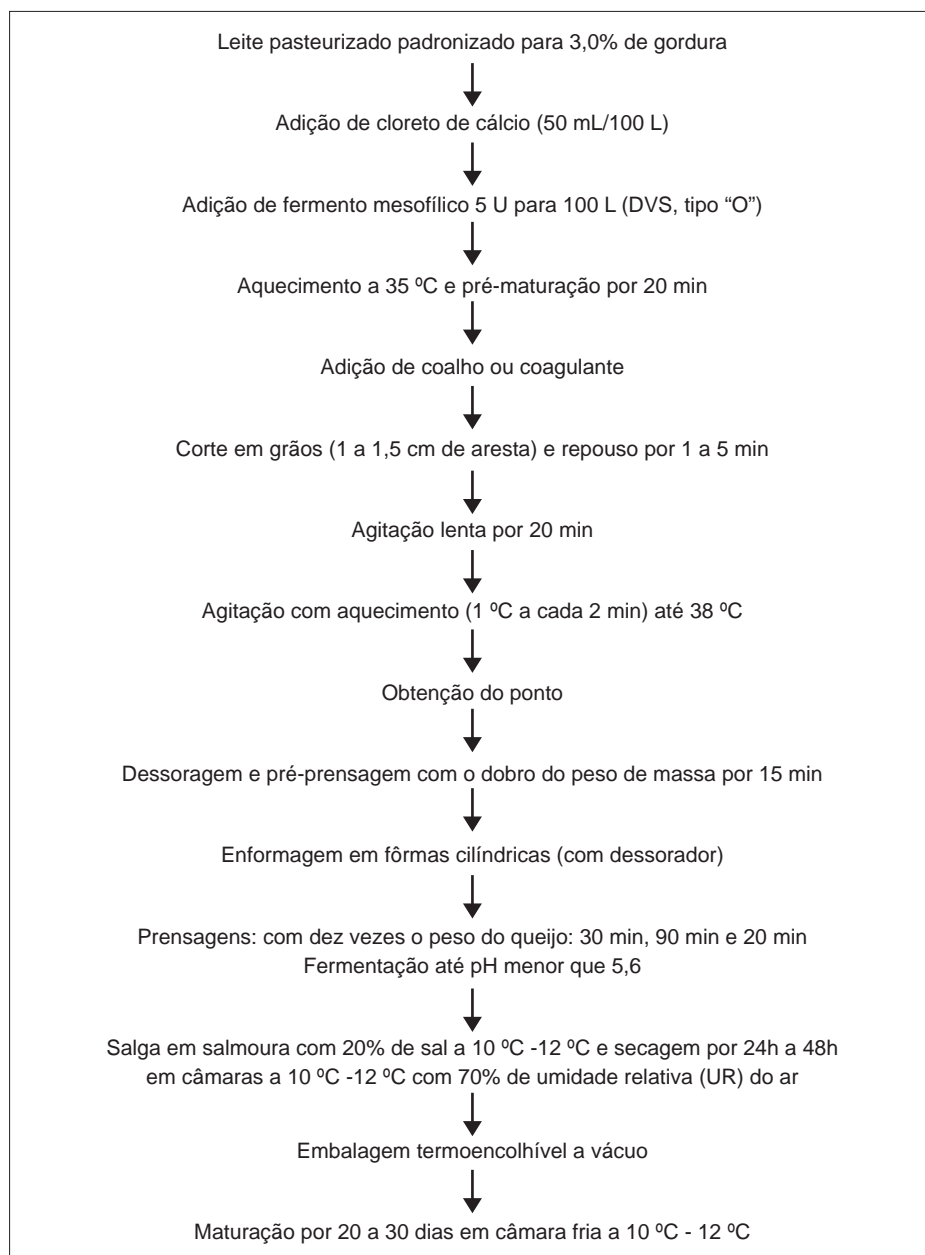 Leite pasteurizado padronizado para 3,0% de gordura
Adição de cloreto de cálcio (50 mL/100 L)
Adição de fermento mesofílico 5 U para 100 L (DVS, tipo “O”)
Aquecimento a 35 ºC e pré-maturação por 20 min
Adição de coalho ou coagulante
Corte em grãos (1 a 1,5 cm de aresta) e repouso por 1 a 5 min
Agitação lenta por 20 min
Agitação com aquecimento (1 ºC a cada 2 min) até 38 ºC
Obtenção do ponto
Dessoragem e pré-prensagem com o dobro do peso de massa por 15 min
Enformagem em fôrmas cilíndricas (com dessorador)
Prensagens: com dez vezes o peso do queijo: 30 min, 90 min e 20 min
Fermentação até pH menor que 5,6
Salga em salmoura com 20% de sal a 10 ºC -12 ºC e secagem por 24h a 48h
em câmaras a 10 ºC -12 ºC com 70% de umidade relativa (UR) do ar
Embalagem termoencolhível a vácuo
Maturação por 20 a 30 dias em câmara fria a 10 ºC - 12 ºC